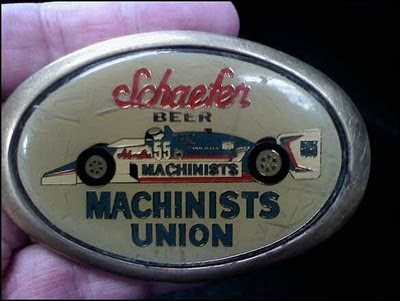 Schaefer
BEER
55
MACHINISTS
MACHINISTS
UNION